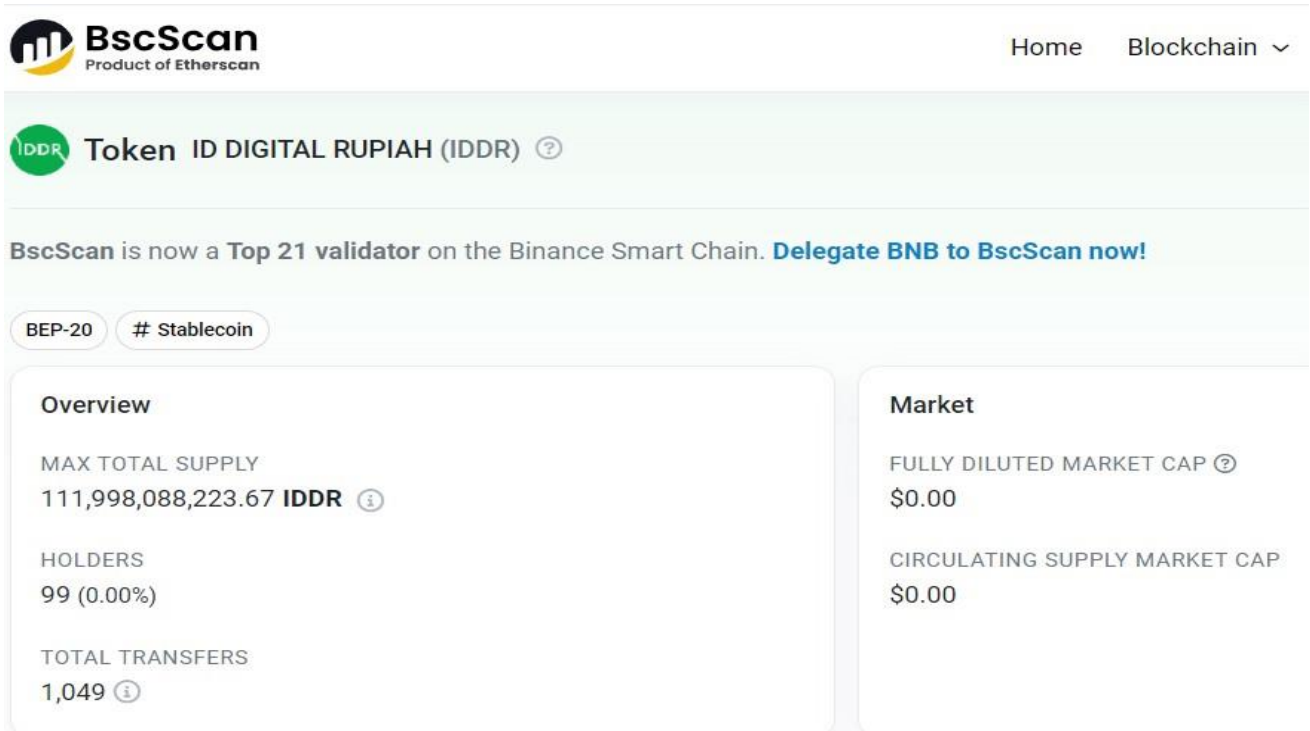 BscScan
Product of Etherscan
Home Blockchain
IDDR
Token ID DIGITAL RUPIAH (IDDR)
BscScan is now a Top 21 validator on the Binance Smart Chain. Delegate BNB to BscScan now!
BEP-20 # Stablecoin
Overview
MAX TOTAL SUPPLY
111,998,088,223.67 IDDR
HOLDERS
99 (0.00%)
TOTAL TRANSFERS
1,049
Market
FULLY DILUTED MARKET CAP
$0.00
CIRCULATING SUPPLY MARKET CAP
$0.00